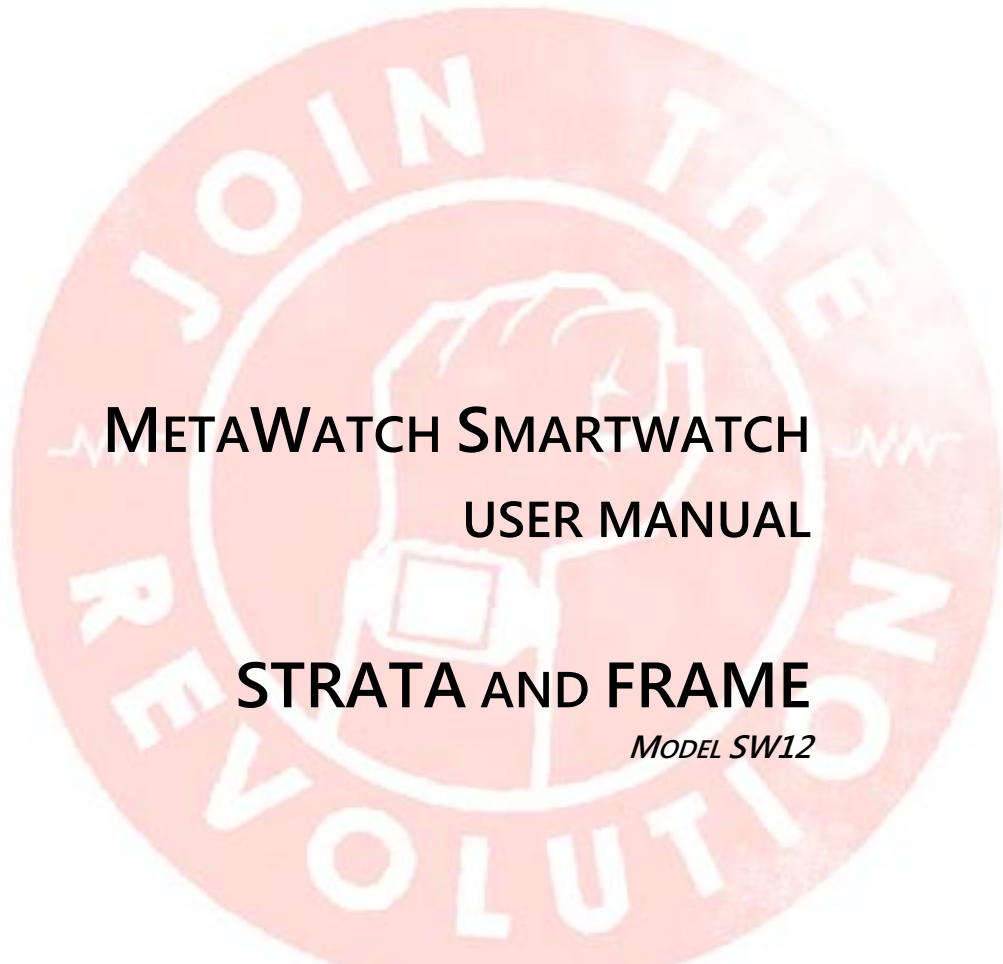 JOIN THE
REVOLUTION
METAWATCH SMARTWATCH
USER MANUAL
STRATA AND FRAME
MODEL SW12